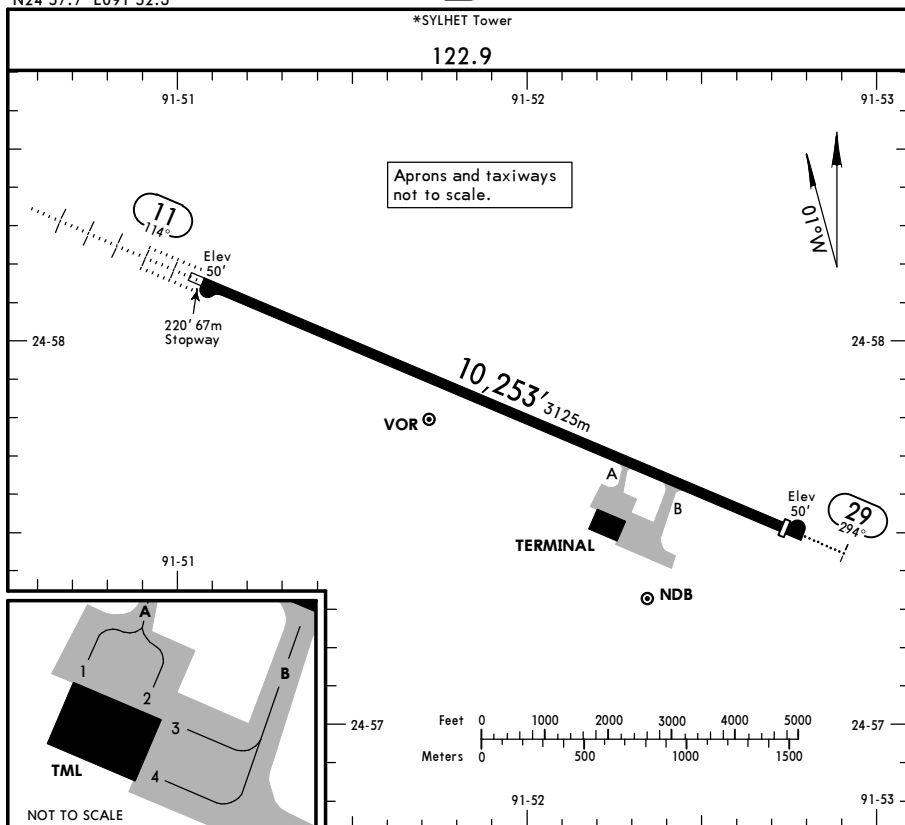 N24 57.7 E091 52.5
*SYLHET Tower
122.9
91-51
91-52
91-53
Aprons and taxiways
not to scale.
01°W
11
114°
Elev
50'
220' 67m
Stopway
24-58
24-58
10,253' 3125m
VOR
A
B
Elev
50'
29
294°
TERMINAL
91-51
NDB
A
B
1
2
3
4
TML
NOT TO SCALE
Feet 0 1000 2000 3000 4000 5000
Meters 0 500 1000 1500
24-57
24-57
91-52
91-53